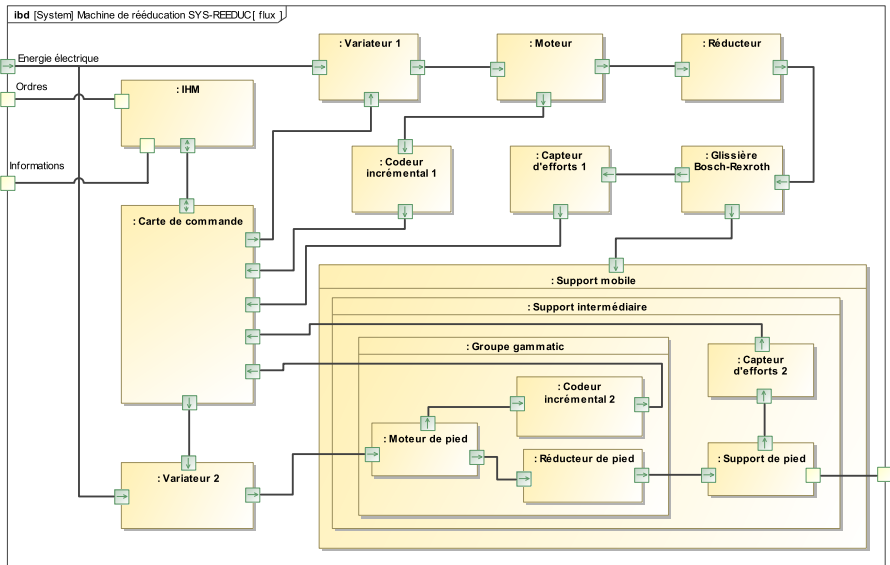 ibd [System] Machine de rééducation SYS-REEDUC[ flux ]
: Variateur 1
: Moteur
: Réducteur
Energie électrique
Ordres
: IHM
Informations
: Codeur
incrémental 1
: Capteur
d'efforts 1
: Glissière
Bosch-Rexroth
: Carte de commande
: Support mobile
: Support intermédiaire
: Groupe gammatic
: Capteur
d'efforts 2
: Codeur
incrémental 2
: Moteur de pied
: Réducteur de pied
: Support de pied
: Variateur 2